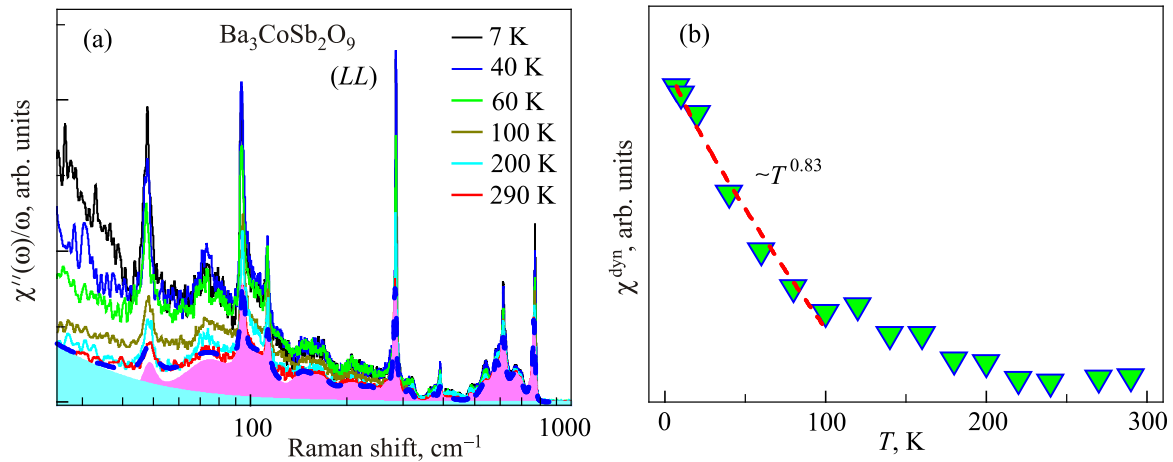 (a)
Ba₃CoSb₂O₉
(LL)
7 K
40 K
60 K
100 K
200 K
290 K
χ′′(ω)/ω, arb. units
100
1000
Raman shift, cm⁻¹
(b)
~T⁰·⁸³
χᵈʸⁿ, arb. units
0
100
200
300
T, K